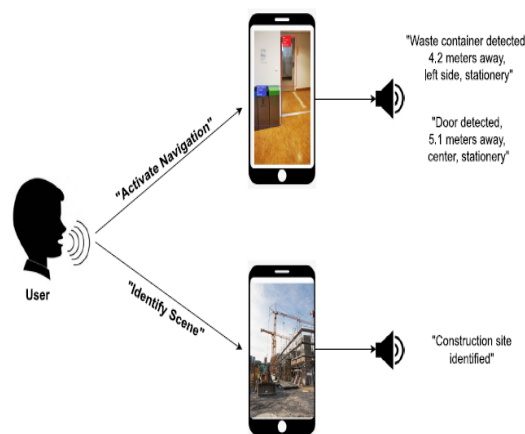 "Waste container detected
4.2 meters away,
left side, stationery"
"Door detected,
5.1 meters away,
center, stationery"
"Activate Navigation"
User
"Identify Scene"
"Construction site
identified"